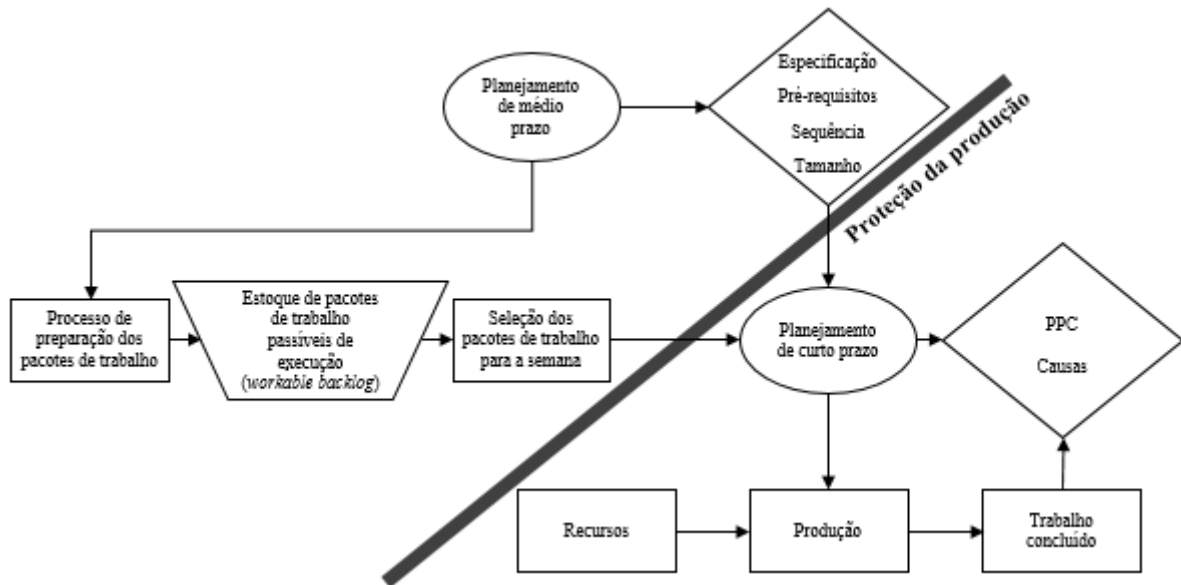 Planejamento
de médio
prazo
Especificação
Pré-requisitos
Sequência
Tamanho
Proteção da produção
Processo de
preparação dos
pacotes de trabalho
Estoque de pacotes
de trabalho
passíveis de
execução
(workable backlog)
Seleção dos
pacotes de trabalho
para a semana
Planejamento
de curto prazo
PPC
Causas
Recursos
Produção
Trabalho
concluído